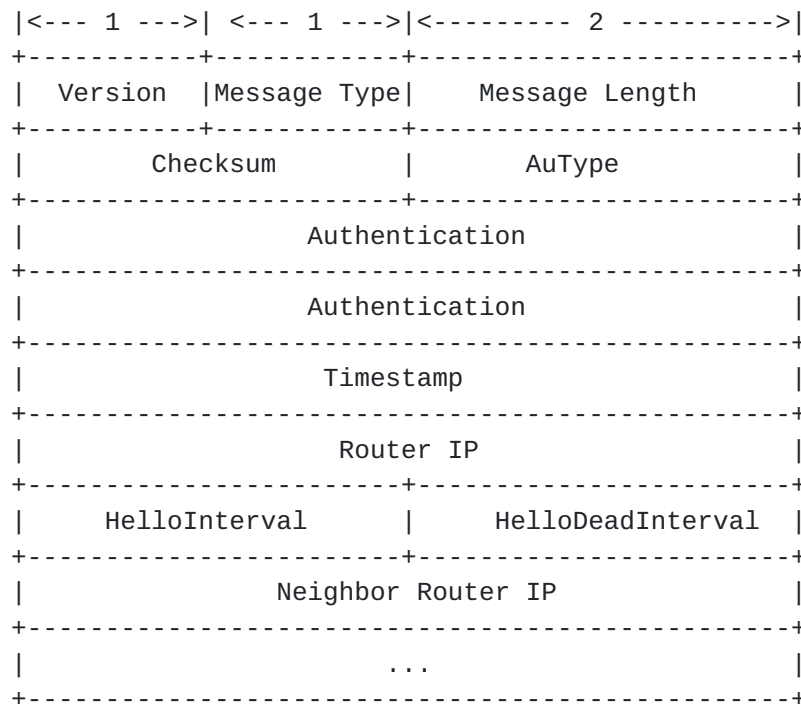 |<--- 1 --->| <--- 1 --->|<--------- 2 ---------->|
+-----------+------------+------------------------+
| Version |Message Type| Message Length |
+-----------+------------+------------------------+
| Checksum | AuType |
+------------------------+------------------------+
| Authentication |
+-------------------------------------------------+
| Authentication |
+-------------------------------------------------+
| Timestamp |
+-------------------------------------------------+
| Router IP |
+------------------------+------------------------+
| HelloInterval | HelloDeadInterval |
+------------------------+------------------------+
| Neighbor Router IP |
+-------------------------------------------------+
| ... |
+-------------------------------------------------+